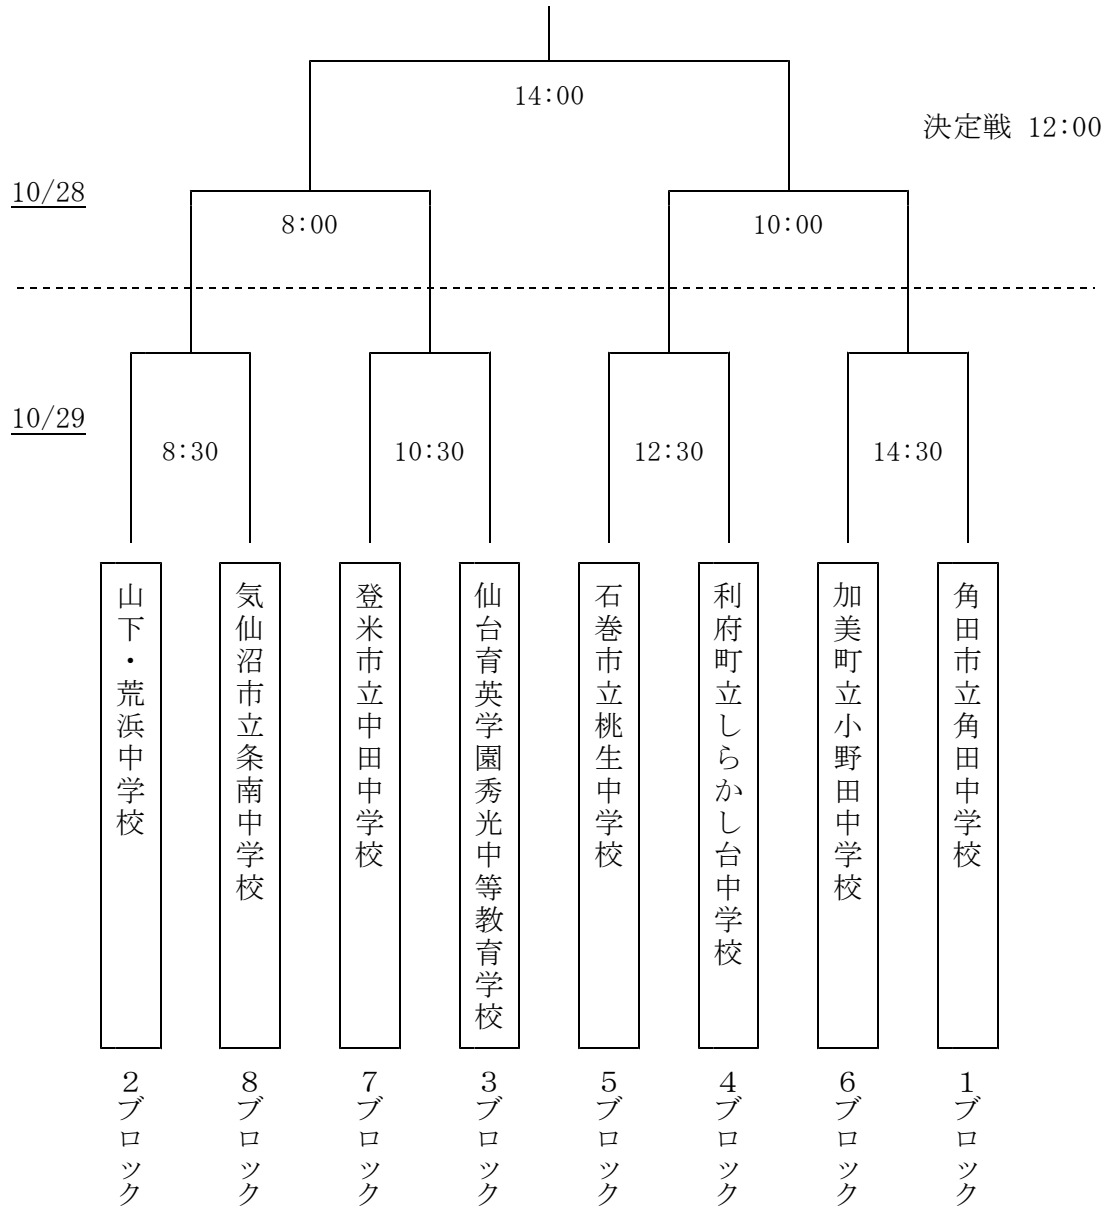 14:00
決定戦 12:00
10/28
8:00
10:00
10/29
8:30
10:30
12:30
14:30
山下・荒浜中学校
気仙沼市立条南中学校
登米市立中田中学校
仙台育英学園秀光中等教育学校
石巻市立桃生中学校
利府町立しらかし台中学校
加美町立小野田中学校
角田市立角田中学校
２ブロック
８ブロック
７ブロック
３ブロック
５ブロック
４ブロック
６ブロック
１ブロック